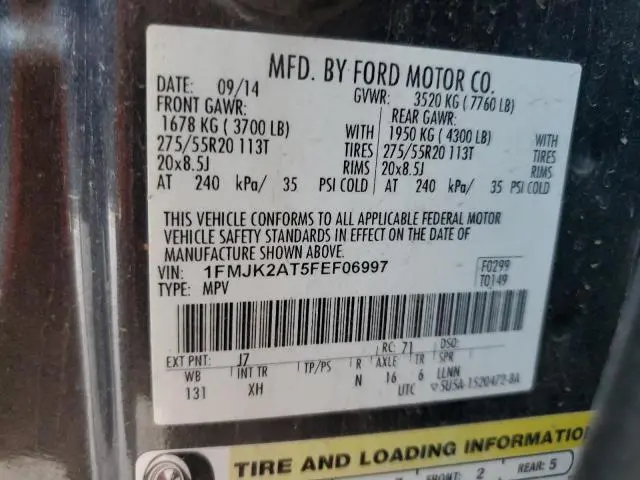 MFD. BY FORD MOTOR CO.
DATE: 09/14 GVWR: 3520 KG ( 7760 LB)
FRONT GAWR: REAR GAWR:
1678 KG ( 3700 LB) WITH 1950 KG ( 4300 LB) WITH
275/55R20 113T TIRES 275/55R20 113T TIRES
20x8.5J RIMS 20x8.5J RIMS
AT 240 kPa/ 35 PSI COLD AT 240 kPa/ 35 PSI COLD
THIS VEHICLE CONFORMS TO ALL APPLICABLE FEDERAL MOTOR
VEHICLE SAFETY STANDARDS IN EFFECT ON THE DATE OF
MANUFACTURE SHOWN ABOVE.
VIN: 1FMJK2AT5FEF06997 F0299
TYPE: MPV T0149
EXT PNT: J7 RC: 71 DSO:
WB INT TR TP/PS R AXLE TR SPR
131 XH N 16 6 LLNN
UTC 5U5A-1520472-BA
TIRE AND LOADING INFORMATION
FRONT: 2 REAR: 5